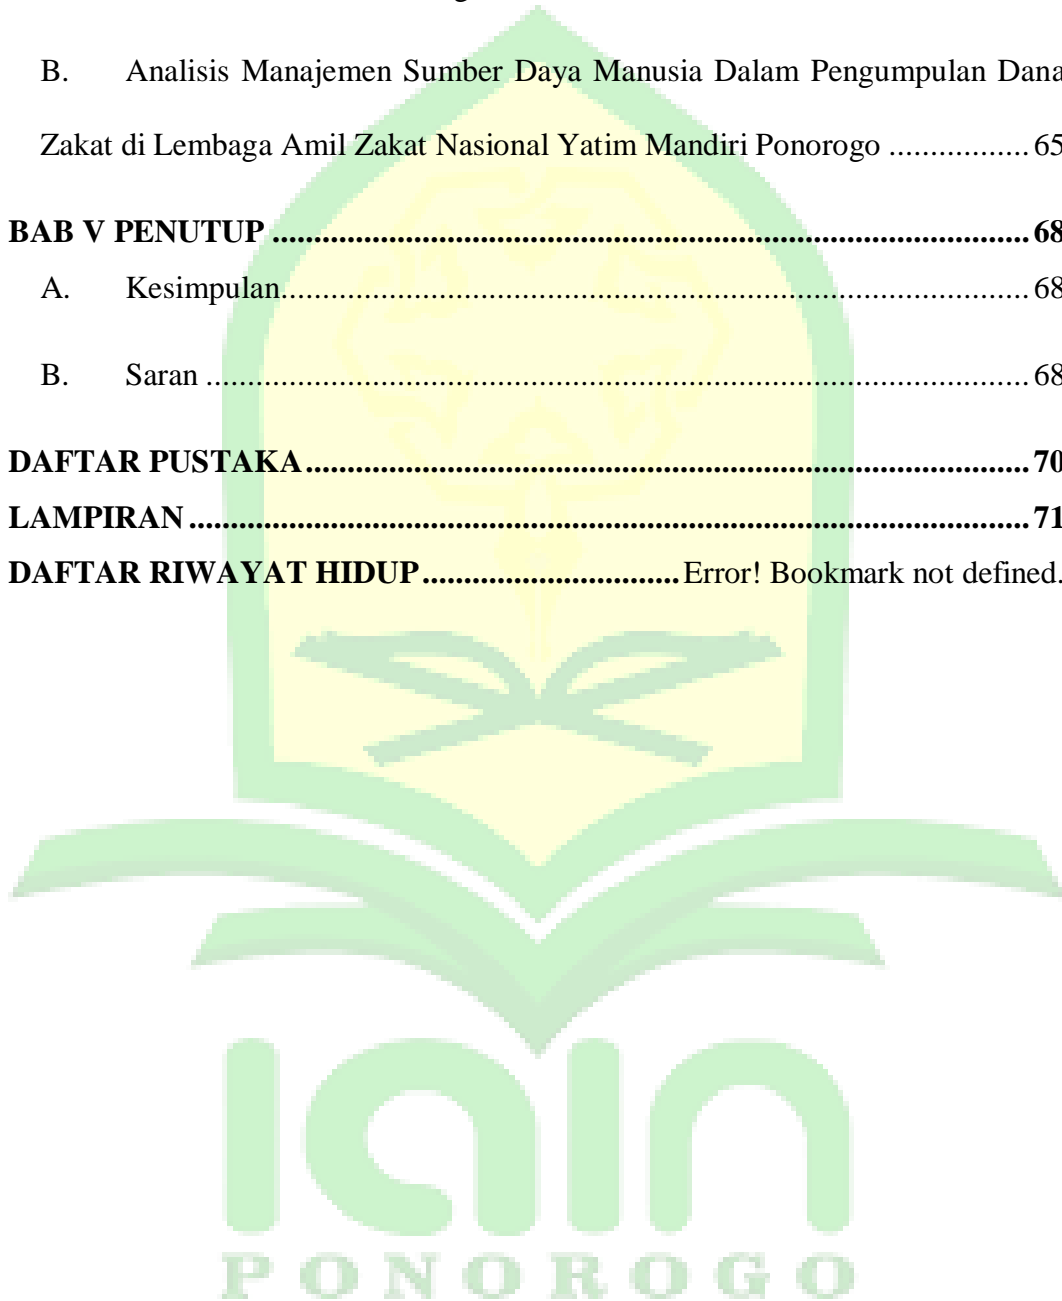 B. Analisis Manajemen Sumber Daya Manusia Dalam Pengumpulan Dana
Zakat di Lembaga Amil Zakat Nasional Yatim Mandiri Ponorogo ................. 65
BAB V PENUTUP ........................................................................................... 68
A. Kesimpulan.......................................................................................... 68
B. Saran ................................................................................................... 68
DAFTAR PUSTAKA....................................................................................... 70
LAMPIRAN ..................................................................................................... 71
DAFTAR RIWAYAT HIDUP...............................Error! Bookmark not defined.
iain
PONOROGO